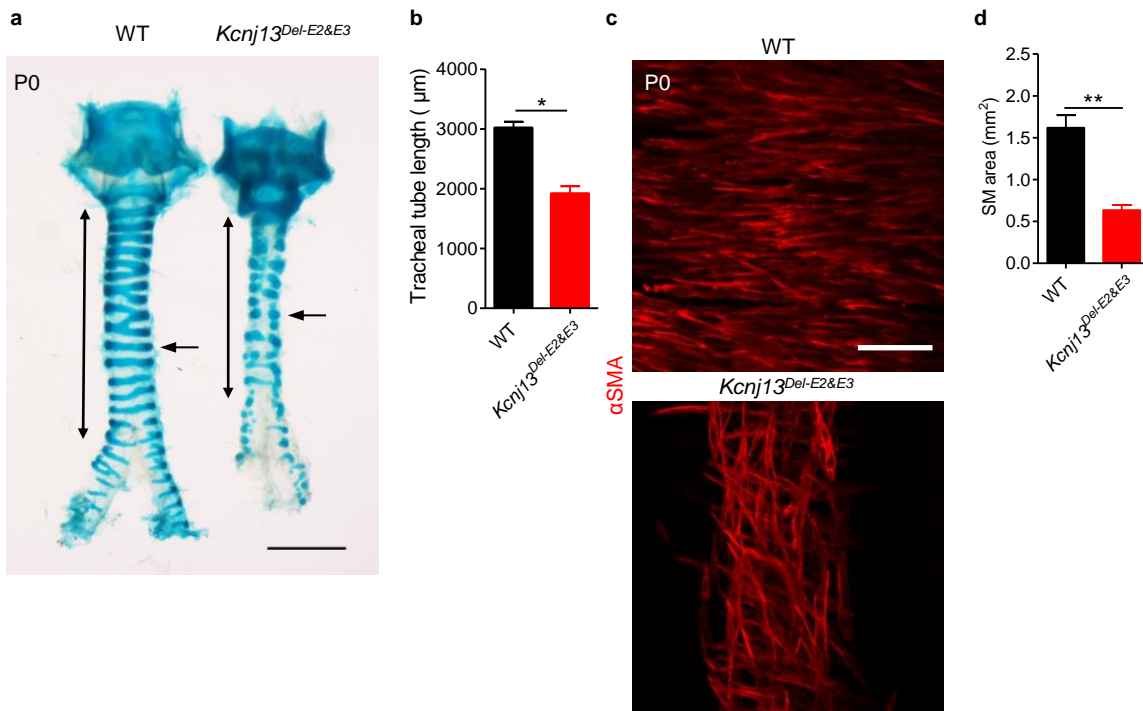 a
WT Kcnj13Del-E2&E3
P0
b
Tracheal tube length ( µm)
4000
3000
2000
1000
0
*
WT
Kcnj13Del-E2&E3
c
WT
P0
αSMA
Kcnj13Del-E2&E3
d
SM area (mm2)
2.5
2.0
1.5
1.0
0.5
0.0
**
WT
Kcnj13Del-E2&E3